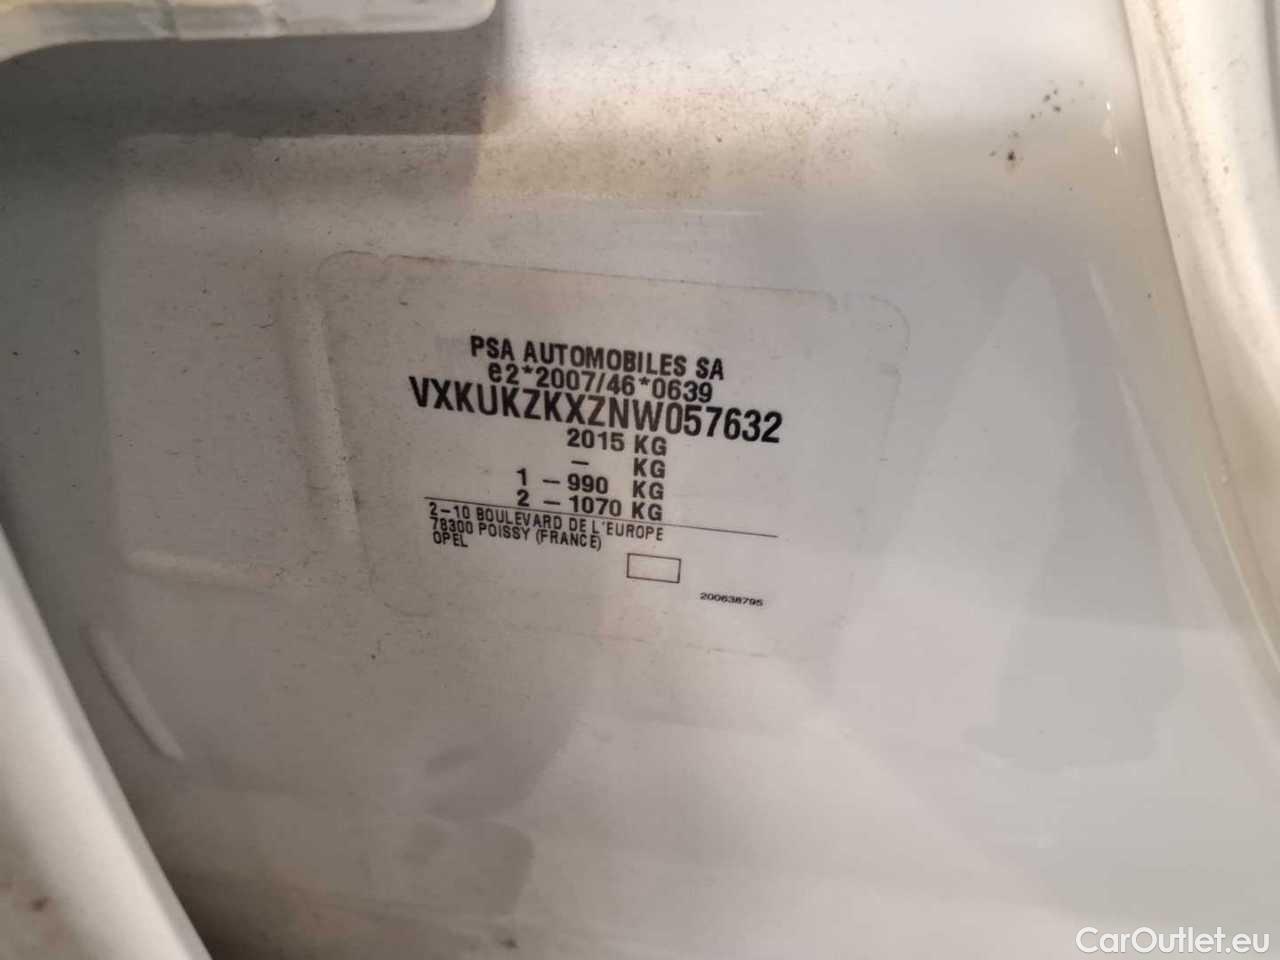 PSA AUTOMOBILES SA
e2*2007/46*0639
VXKUKZKXZNW057632
2015 KG
– KG
1 – 990 KG
2 – 1070 KG
2–10 BOULEVARD DE L'EUROPE
78300 POISSY (FRANCE)
OPEL
200638795
CarOutlet.eu